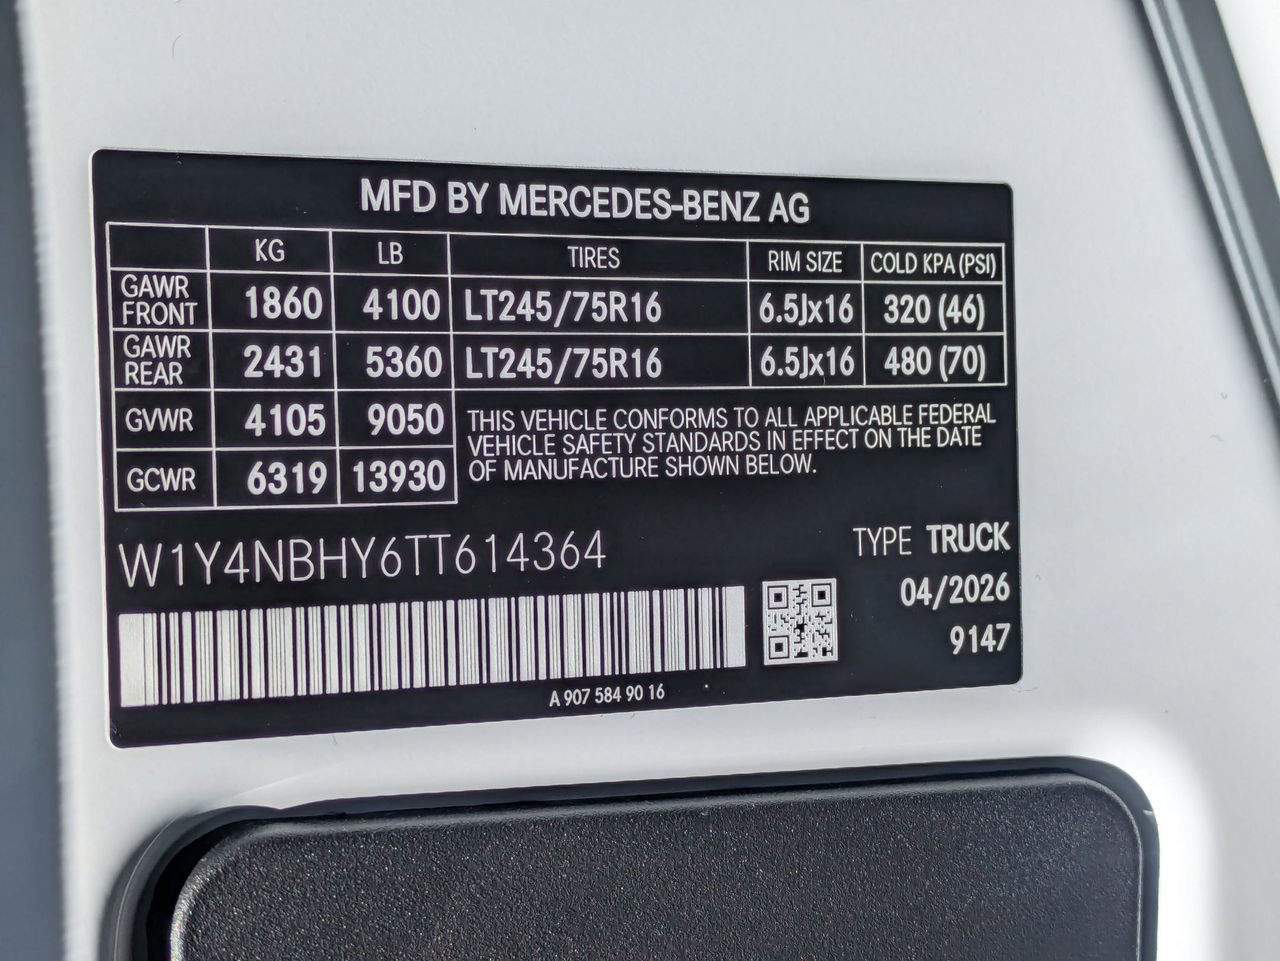 MFD BY MERCEDES-BENZ AG
KG LB TIRES RIM SIZE COLD KPA (PSI)
GAWR FRONT 1860 4100 LT245/75R16 6.5Jx16 320 (46)
GAWR REAR 2431 5360 LT245/75R16 6.5Jx16 480 (70)
GVWR 4105 9050
GCWR 6319 13930
THIS VEHICLE CONFORMS TO ALL APPLICABLE FEDERAL
VEHICLE SAFETY STANDARDS IN EFFECT ON THE DATE
OF MANUFACTURE SHOWN BELOW.
W1Y4NBHY6TT614364
TYPE TRUCK
04/2026
9147
A 907 584 90 16